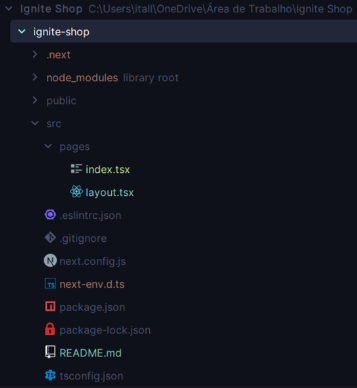 Ignite Shop C:\Users\itall\OneDrive\Área de Trabalho\Ignite Shop
ignite-shop
.next
node_modules library root
public
src
pages
index.tsx
layout.tsx
.eslintrc.json
.gitignore
next.config.js
next-env.d.ts
package.json
package-lock.json
README.md
tsconfig.json